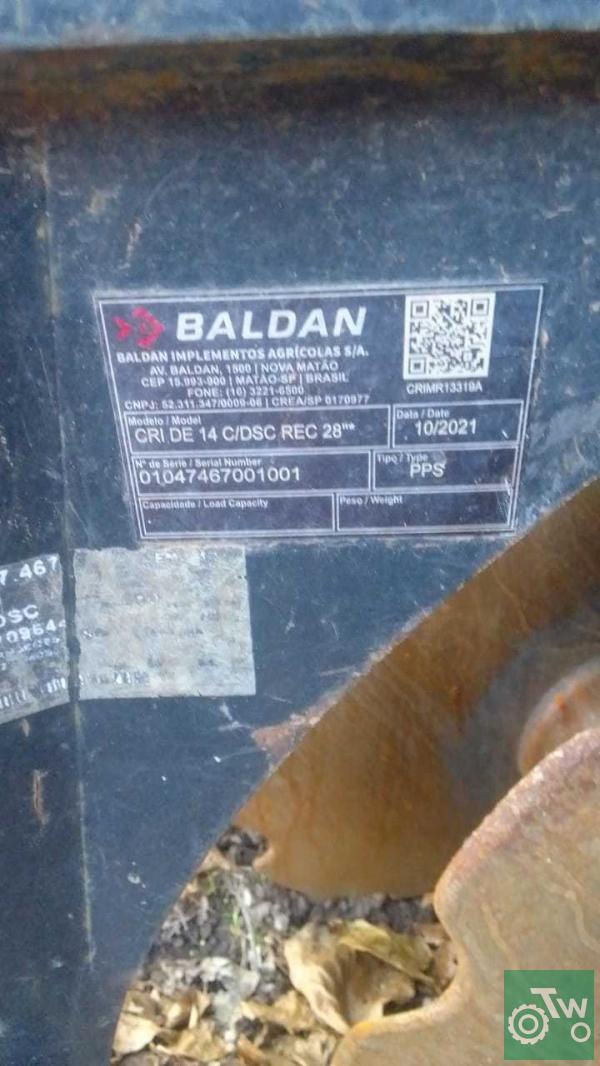 BALDAN
BALDAN IMPLEMENTOS AGRÍCOLAS S/A.
AV. BALDAN, 1500 | NOVA MATÃO
CEP 15.993-900 | MATÃO-SP | BRASIL
FONE: (16) 3221-6500
CNPJ: 52.311.347/0009-06 | CREA/SP 0170977
CRIMR13319A
Modelo / Model
CRI DE 14 C/DSC REC 28"*
Data / Date
10/2021
Nº de Série / Serial Number
01047467001001
Tipo / Type
PPS
Capacidade / Load Capacity
Peso / Weight
7.467
DSC
TWO